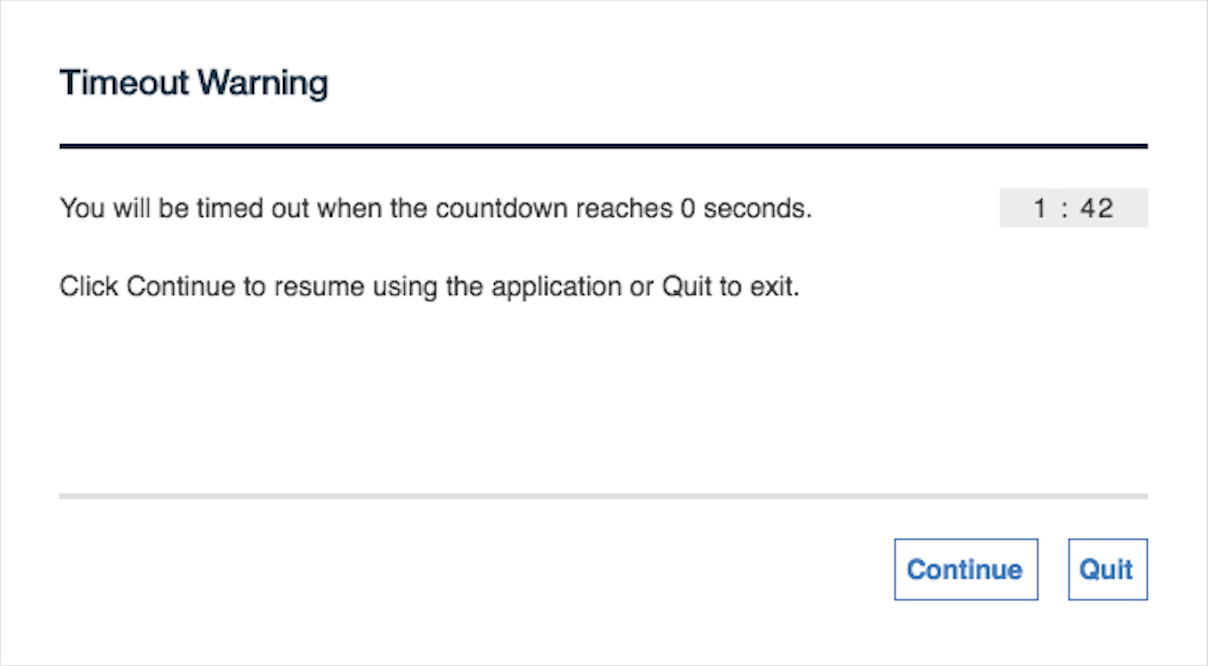 Timeout Warning
You will be timed out when the countdown reaches 0 seconds.
1 : 42
Click Continue to resume using the application or Quit to exit.
Continue
Quit